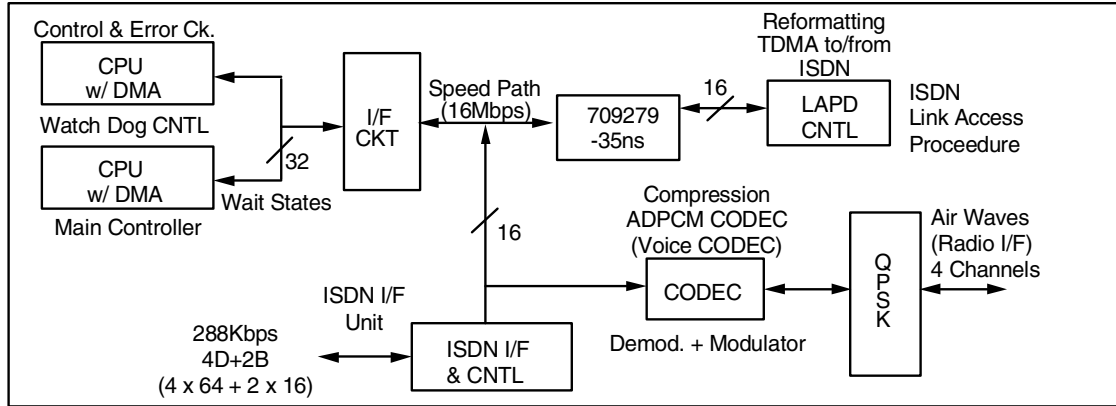 Control & Error Ck.
CPU
w/ DMA
Watch Dog CNTL
CPU
w/ DMA
Main Controller
32
Wait States
I/F
CKT
Speed Path
(16Mbps)
16
709279
-35ns
16
Reformatting
TDMA to/from
ISDN
LAPD
CNTL
ISDN
Link Access
Proceedure
Compression
ADPCM CODEC
(Voice CODEC)
CODEC
Demod. + Modulator
QPSK
Air Waves
(Radio I/F)
4 Channels
ISDN I/F
Unit
288Kbps
4D+2B
(4 x 64 + 2 x 16)
ISDN I/F
& CNTL